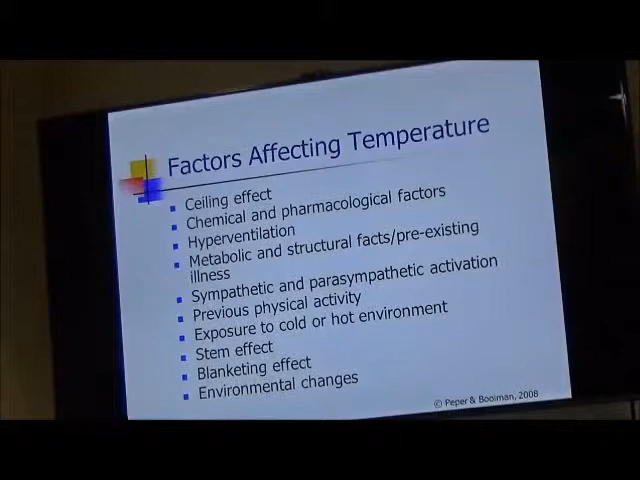 Factors Affecting Temperature
Ceiling effect
Chemical and pharmacological factors
Hyperventilation
Metabolic and structural facts/pre-existing
illness
Sympathetic and parasympathetic activation
Previous physical activity
Exposure to cold or hot environment
Stem effect
Blanketing effect
Environmental changes
© Peper & Booiman, 2008